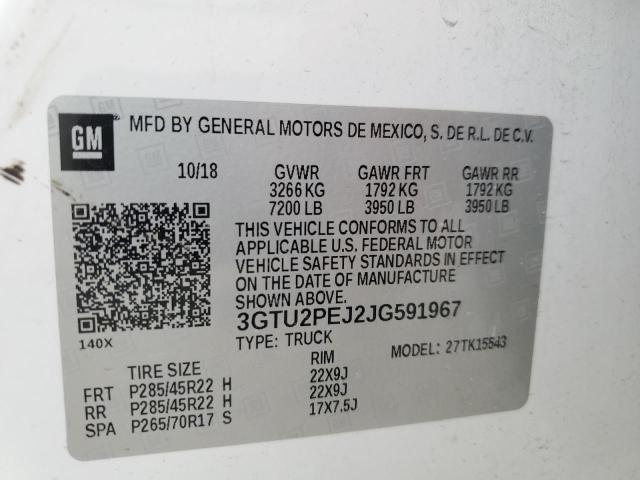 GM MFD BY GENERAL MOTORS DE MEXICO, S. DE R.L. DE C.V.
10/18 GVWR GAWR FRT GAWR RR
3266 KG 1792 KG 1792 KG
7200 LB 3950 LB 3950 LB
THIS VEHICLE CONFORMS TO ALL
APPLICABLE U.S. FEDERAL MOTOR
VEHICLE SAFETY STANDARDS IN EFFECT
ON THE DATE OF MANUFACTURE
SHOWN ABOVE.
3GTU2PEJ2JG591967
140X
TYPE: TRUCK MODEL: 27TK15543
TIRE SIZE RIM
FRT P285/45R22 H 22X9J
RR P285/45R22 H 22X9J
SPA P265/70R17 S 17X7.5J